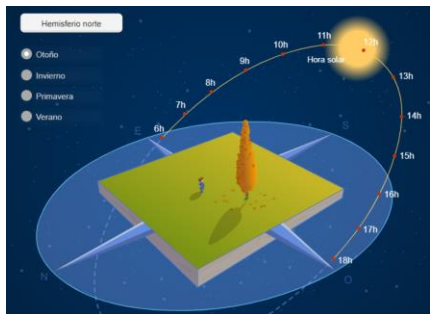 Hemisferio norte
Otoño
Invierno
Primavera
Verano
6h
7h
8h
9h
10h
11h
12h
Hora solar
13h
14h
15h
16h
17h
18h
E
S
N
O